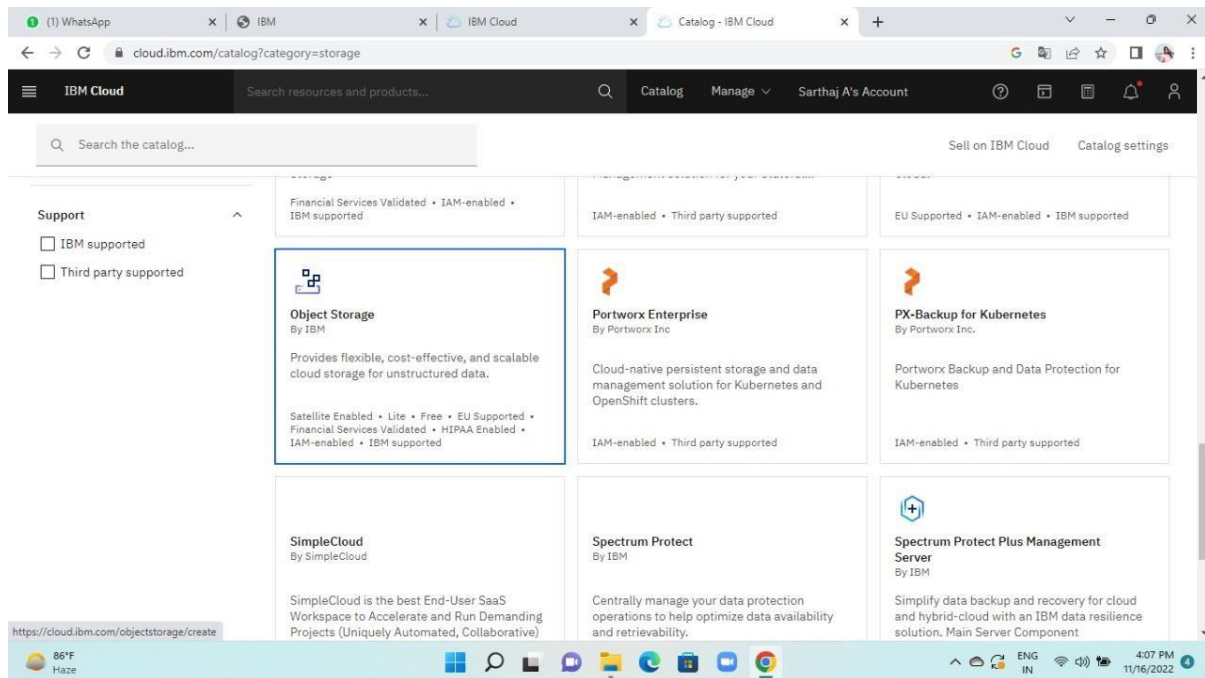 (1) WhatsApp
IBM
IBM Cloud
Catalog - IBM Cloud
cloud.ibm.com/catalog?category=storage
IBM Cloud
Search resources and products...
Catalog
Manage
Sarthaj A's Account
Search the catalog...
Sell on IBM Cloud
Catalog settings
Support
IBM supported
Third party supported
Financial Services Validated • IAM-enabled •
IBM supported
IAM-enabled • Third party supported
EU Supported • IAM-enabled • IBM supported
Object Storage
By IBM
Provides flexible, cost-effective, and scalable
cloud storage for unstructured data.
Satellite Enabled • Lite • Free • EU Supported •
Financial Services Validated • HIPAA Enabled •
IAM-enabled • IBM supported
Portworx Enterprise
By Portworx Inc
Cloud-native persistent storage and data
management solution for Kubernetes and
OpenShift clusters.
IAM-enabled • Third party supported
PX-Backup for Kubernetes
By Portworx Inc.
Portworx Backup and Data Protection for
Kubernetes
IAM-enabled • Third party supported
SimpleCloud
By SimpleCloud
SimpleCloud is the best End-User SaaS
Workspace to Accelerate and Run Demanding
Projects (Uniquely Automated, Collaborative)
Spectrum Protect
By IBM
Centrally manage your data protection
operations to help optimize data availability
and retrievability.
Spectrum Protect Plus Management
Server
By IBM
Simplify data backup and recovery for cloud
and hybrid-cloud with an IBM data resilience
solution. Main Server Component
https://cloud.ibm.com/objectstorage/create
86°F
Haze
ENG
IN
4:07 PM
11/16/2022
4